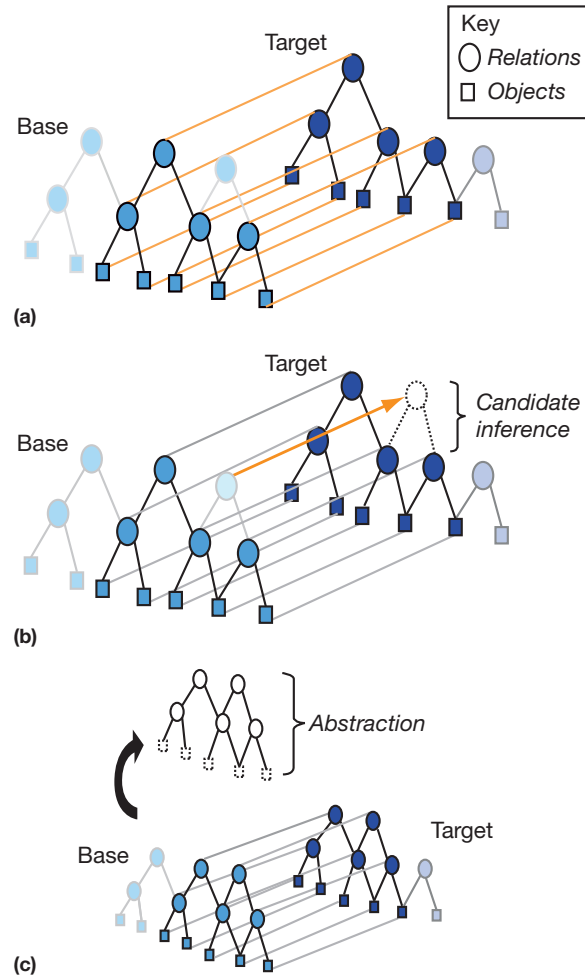 Key
Relations
Objects
Target
Base
(a)
Target
Candidate
inference
Base
(b)
Abstraction
Target
Base
(c)